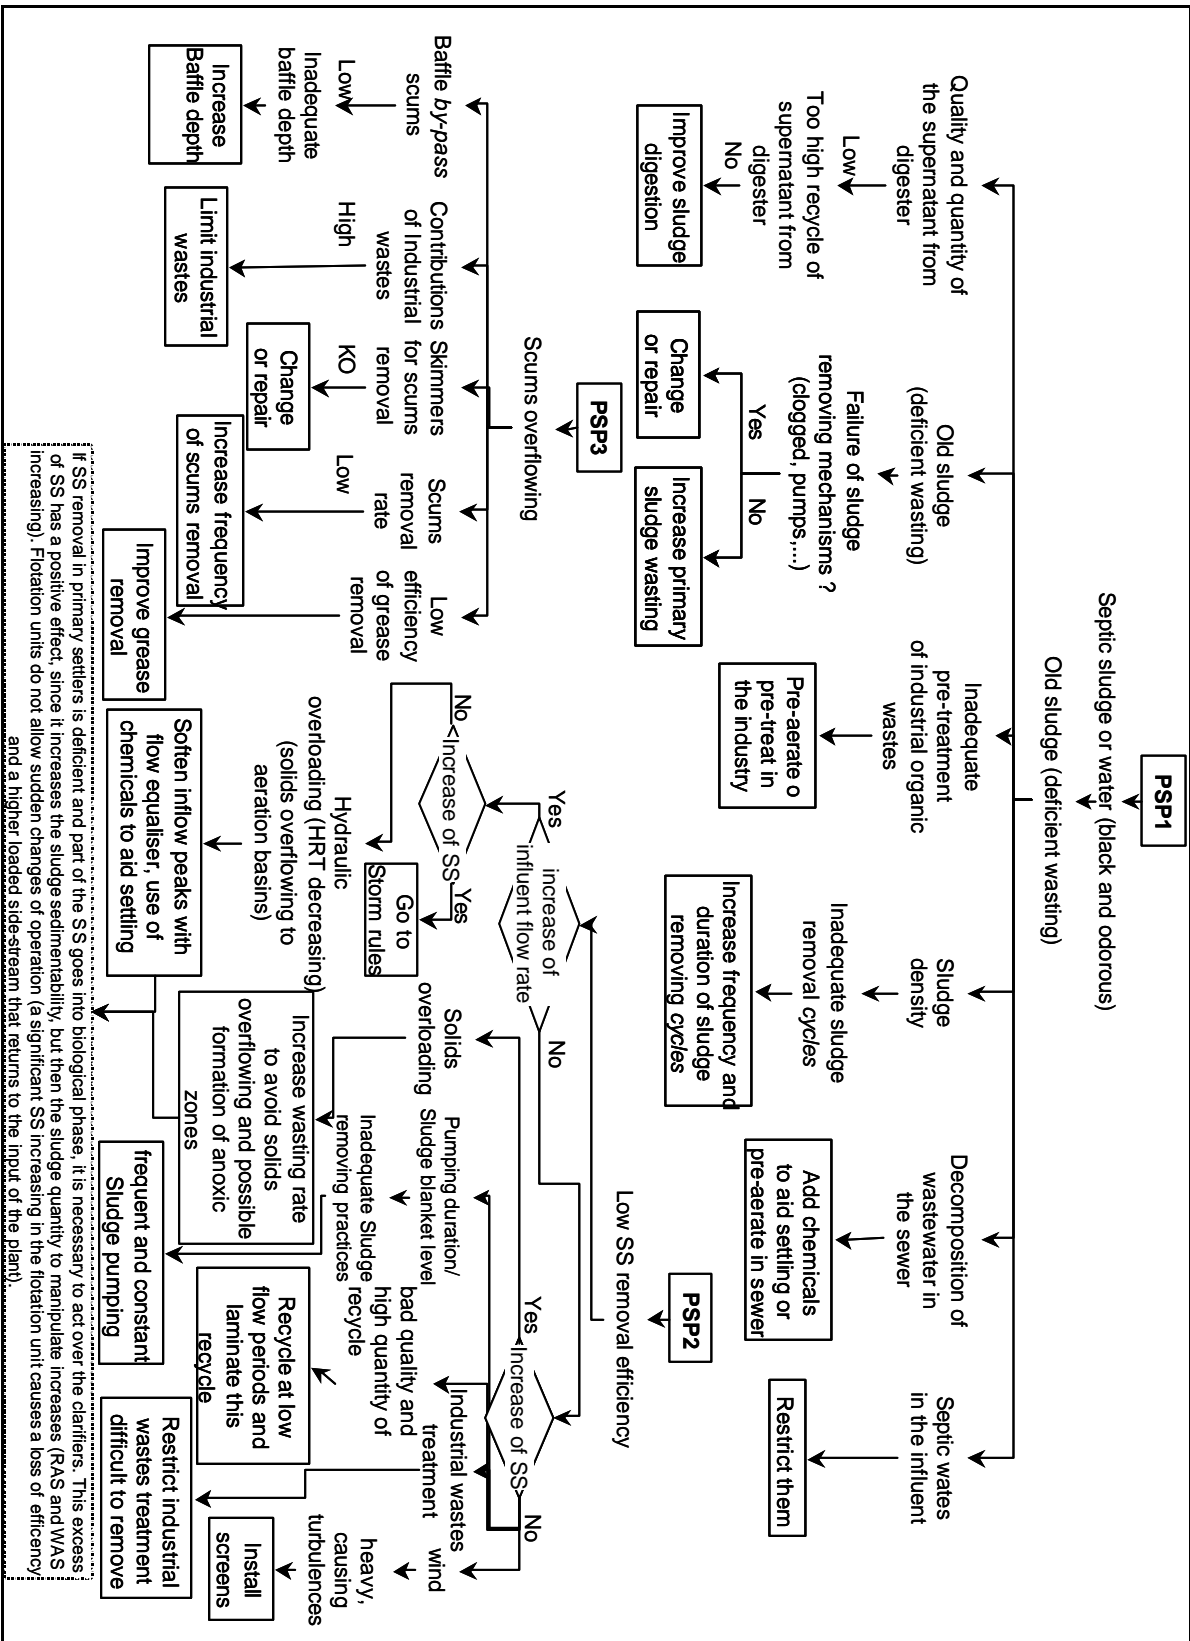 PSP1
Septic sludge or water (black and odorous)
Old sludge (deficient wasting)
Quality and quantity of
the supernatant from
digester
Low
Too high recycle of
supernatant from
digester
No
Improve sludge
digestion
Old sludge
(deficient wasting)
Failure of sludge
removing mechanisms ?
(clogged, pumps,...)
Yes
No
Change
or repair
Increase primary
sludge wasting
Inadequate
pre-treatment
of industrial organic
wastes
Pre-aerate o
pre-treat in
the industry
Sludge
density
Inadequate sludge
removal cycles
Increase frequency and
duration of sludge
removing cycles
Decomposition of
wastewater in
the sewer
Add chemicals
to aid settling or
pre-aerate in sewer
Septic wates
in the influent
Restrict them
PSP3
Scums overflowing
Baffle by-pass
scums
Low
Inadequate
baffle depth
Increase
Baffle depth
Contributions
of Industrial
wastes
High
Limit industrial
wastes
Skimmers
for scums
removal
KO
Change
or repair
Scums
removal
rate
Low
Increase frequency
of scums removal
Low
efficiency
of grease
removal
Improve grease
removal
PSP2
Low SS removal efficiency
increase of
influent flow rate
Yes
No
Increase of SS
No
Yes
Go to
Storm rules
Hydraulic
overloading (HRT decreasing)
(solids overflowing to
aeration basins)
Soften inflow peaks with
flow equaliser, use of
chemicals to aid settling
Increase of SS
Yes
No
Solids
overloading
Increase wasting rate
to avoid solids
overflowing and possible
formation of anoxic
zones
Pumping duration/
Sludge blanket level
Inadequate Sludge
removing practices
frequent and constant
Sludge pumping
bad quality and
high quantity of
recycle
Recycle at low
flow periods and
laminate this
recycle
Industrial wastes
treatment
Restrict industrial
wastes treatment
difficult to remove
wind
heavy,
causing
turbulences
Install
screens
If SS removal in primary settlers is deficient and part of the SS goes into biological phase, it is necessary to act over the clarifiers. This excess
of SS has a positive effect, since it increases the sludge sedimentability, but then the sludge quantity to manipulate increases (RAS and WAS
increasing). Flotation units do not allow sudden changes of operation (a significant SS increasing in the flotation unit causes a loss of efficency
and a higher loaded side-stream that returns to the input of the plant).